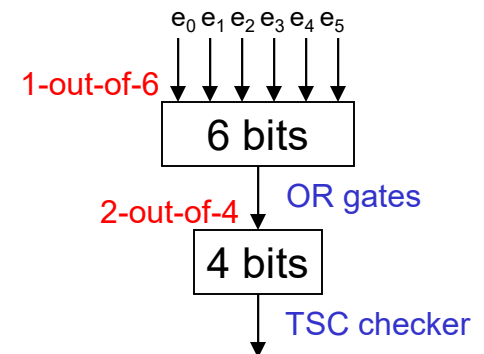 e₀ e₁ e₂ e₃ e₄ e₅
1-out-of-6
6 bits
OR gates
2-out-of-4
4 bits
TSC checker